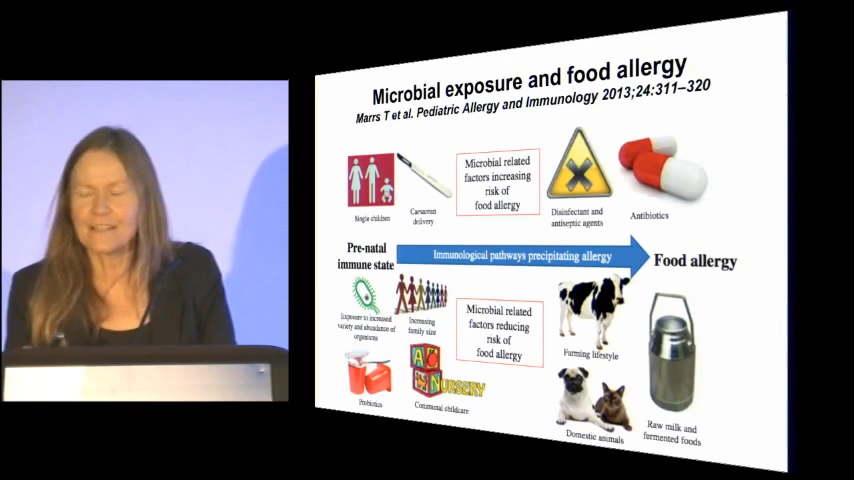 Microbial exposure and food allergy
Marrs T et al. Pediatric Allergy and Immunology 2013;24:311–320
Single children
Caesarean
delivery
Microbial related
factors increasing
risk of
food allergy
Disinfectant and
antiseptic agents
Antibiotics
Pre-natal
immune state
Immunological pathways precipitating allergy
Food allergy
Exposure to increased
variety and abundance of
organisms
Increasing
family size
Microbial related
factors reducing
risk of
food allergy
Farming lifestyle
Probiotics
A
NURSERY
Communal childcare
Domestic animals
Raw milk and
fermented foods